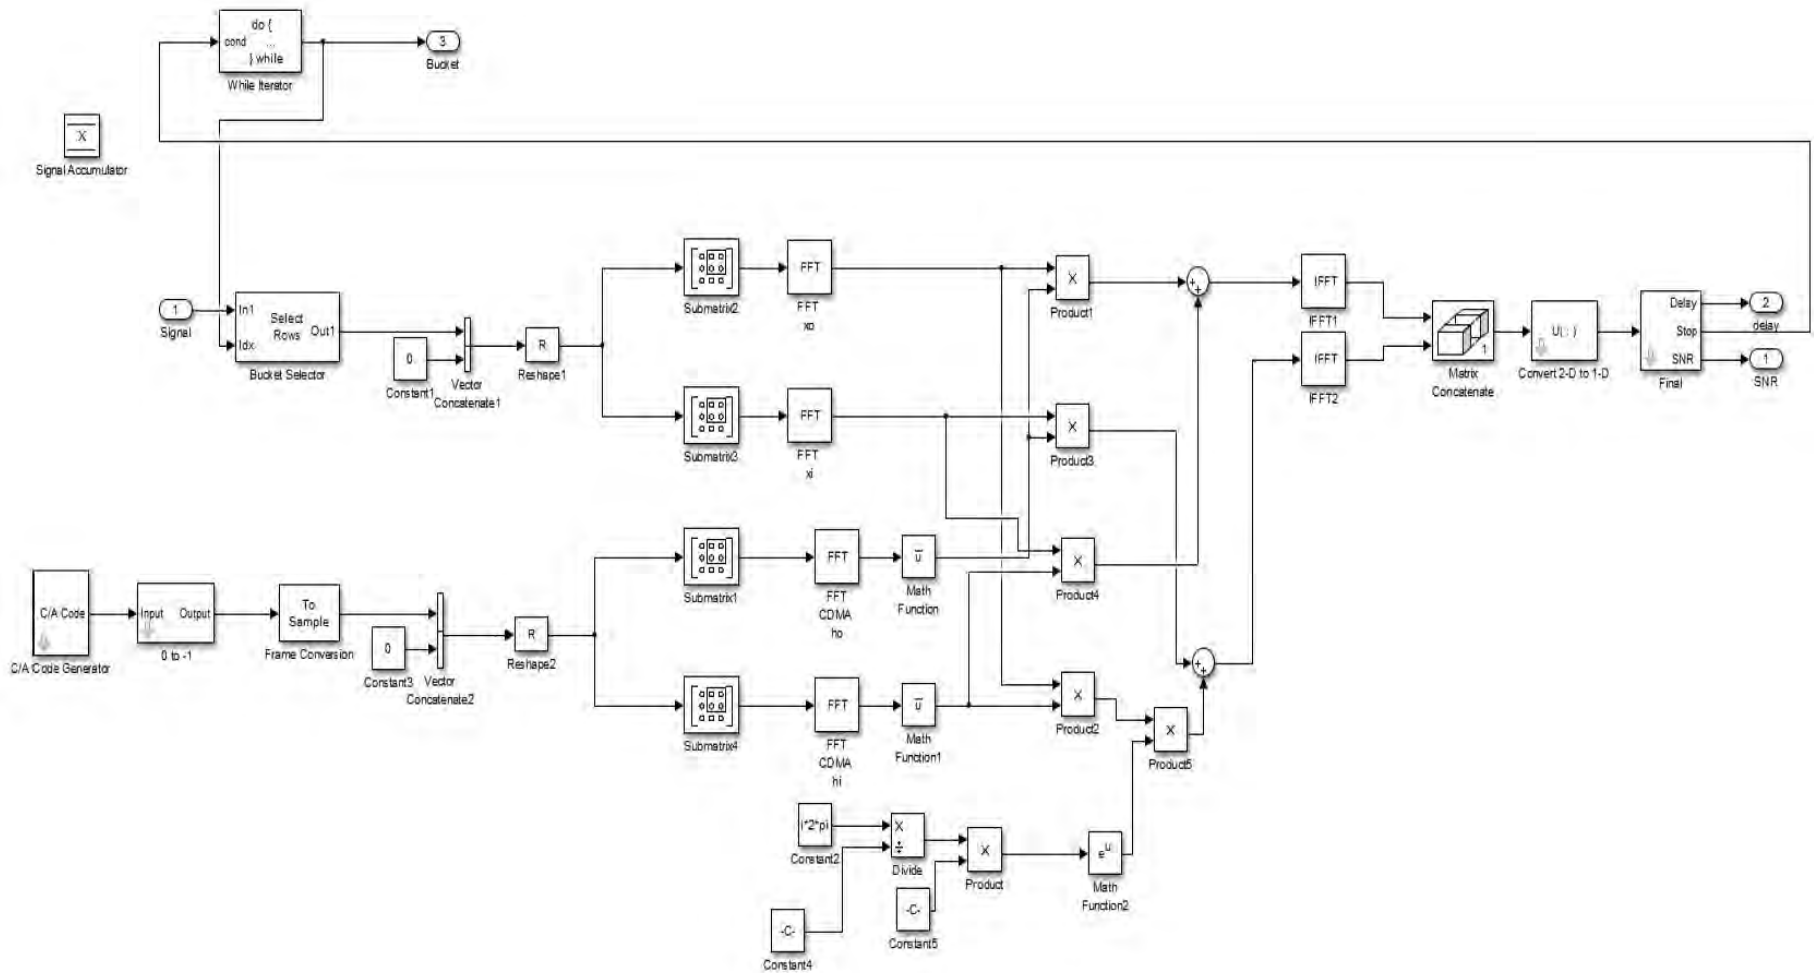 do {
cond ...
} while
While Iterator
3
Bucket
X
Signal Accumulator
1
Signal
In1 Select Rows Out1
Idx
Bucket Selector
0
Constant1
Vector
Concatenate1
R
Reshape1
Submatrix2
FFT
FFT
xo
Submatrix3
FFT
FFT
xi
X
Product1
X
Product3
+
+
IFFT
IFFT1
IFFT
IFFT2
1
Matrix
Concatenate
U( : )
Convert 2-D to 1-D
Delay
Stop
SNR
Final
2
delay
1
SNR
C/A Code
C/A Code Generator
Input Output
0 to -1
To
Sample
Frame Conversion
0
Constant3
Vector
Concatenate2
R
Reshape2
Submatrix1
FFT
FFT
CDMA
ho
u
Math
Function
X
Product4
Submatrix4
FFT
FFT
CDMA
hi
u
Math
Function1
X
Product2
X
Product5
+
+
i*2*pi
Constant2
X
÷
Divide
X
Product
e^u
Math
Function2
-C-
Constant4
-C-
Constant5